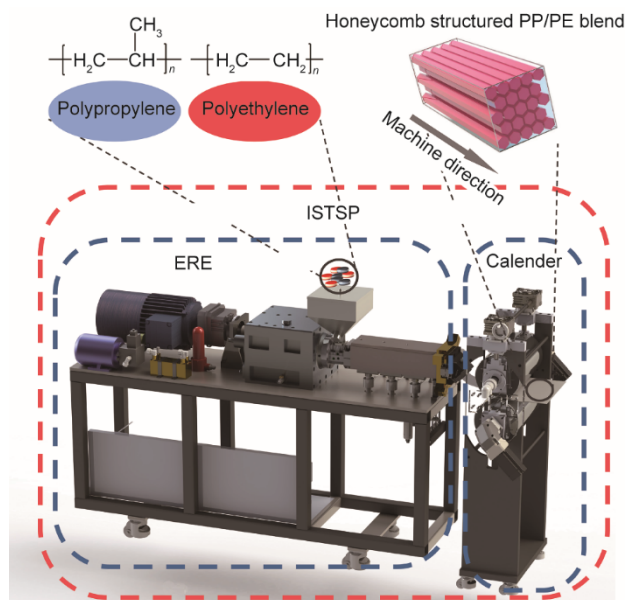 CH₃
[H₂C—CH]ₙ [H₂C—CH₂]ₙ
Polypropylene
Polyethylene
Honeycomb structured PP/PE blend
Machine direction
ISTSP
ERE
Calender